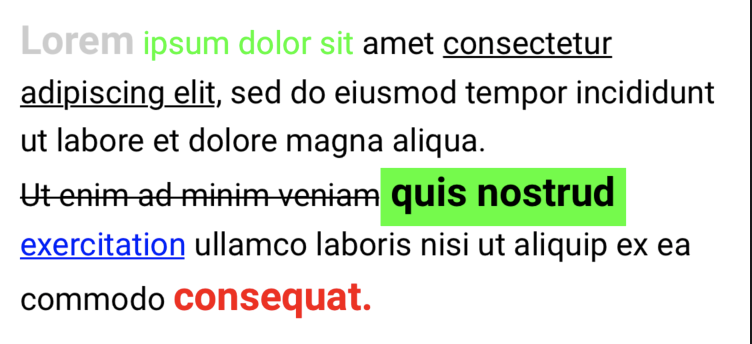 Lorem ipsum dolor sit amet consectetur
adipiscing elit, sed do eiusmod tempor incididunt
ut labore et dolore magna aliqua.
Ut enim ad minim veniam quis nostrud
exercitation ullamco laboris nisi ut aliquip ex ea
commodo consequat.